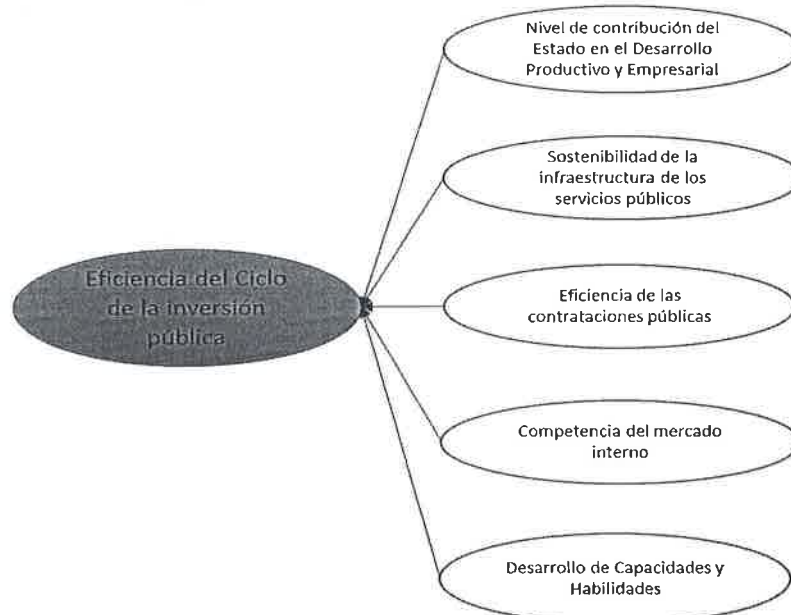 Nivel de contribución del
Estado en el Desarrollo
Productivo y Empresarial
Sostenibilidad de la
infraestructura de los
servicios públicos
Eficiencia del Ciclo
de la inversión
pública
Eficiencia de las
contrataciones públicas
Competencia del mercado
interno
Desarrollo de Capacidades y
Habilidades